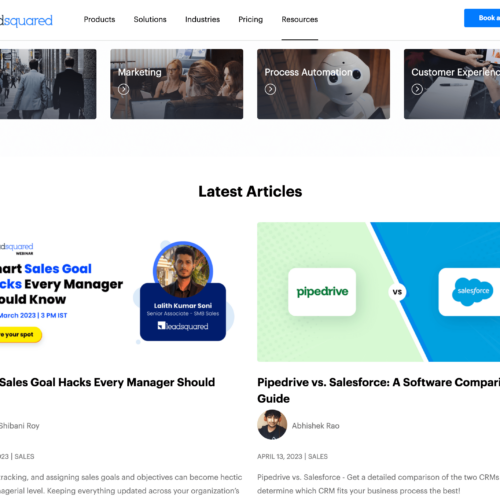 dsquared
Products Solutions Industries Pricing Resources
Book a
Marketing
Process Automation
Customer Experienc
Latest Articles
adsquared
WEBINAR
mart Sales Goal
cks Every Manager
ould Know
March 2023 | 3 PM IST
e your spot
Lalith Kumar Soni
Senior Associate - SMB Sales
leadsquared
pipedrive
vs
salesforce
Sales Goal Hacks Every Manager Should
Shibani Roy
023 | SALES
racking, and assigning sales goals and objectives can become hectic
nagerial level. Keeping everything updated across your organization's
Pipedrive vs. Salesforce: A Software Compari
Guide
Abhishek Rao
APRIL 13, 2023 | SALES
Pipedrive vs. Salesforce - Get a detailed comparison of the two CRMs
determine which CRM fits your business process the best!